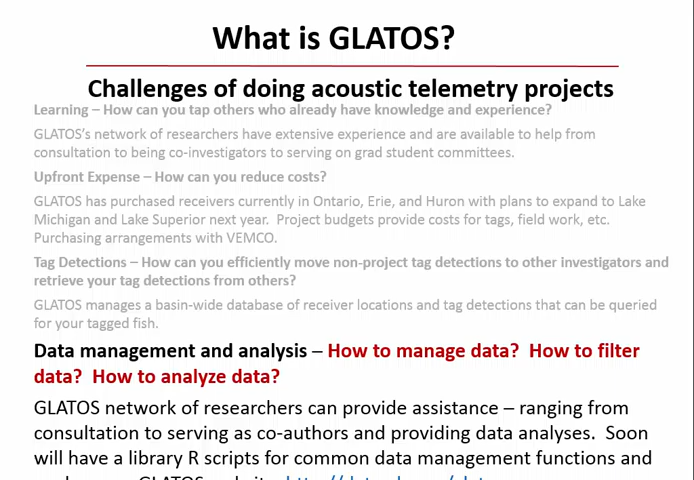 What is GLATOS?
Challenges of doing acoustic telemetry projects
Learning – How can you tap others who already have knowledge and experience?
GLATOS's network of researchers have extensive experience and are available to help from
consultation to being co-investigators to serving on grad student committees.
Upfront Expense – How can you reduce costs?
GLATOS has purchased receivers currently in Ontario, Erie, and Huron with plans to expand to Lake
Michigan and Lake Superior next year.  Project budgets provide costs for tags, field work, etc.
Purchasing arrangements with VEMCO.
Tag Detections – How can you efficiently move non-project tag detections to other investigators and
retrieve your tag detections from others?
GLATOS manages a basin-wide database of receiver locations and tag detections that can be queried
for your tagged fish.
Data management and analysis – How to manage data?  How to filter
data?  How to analyze data?
GLATOS network of researchers can provide assistance – ranging from
consultation to serving as co-authors and providing data analyses.  Soon
will have a library R scripts for common data management functions and